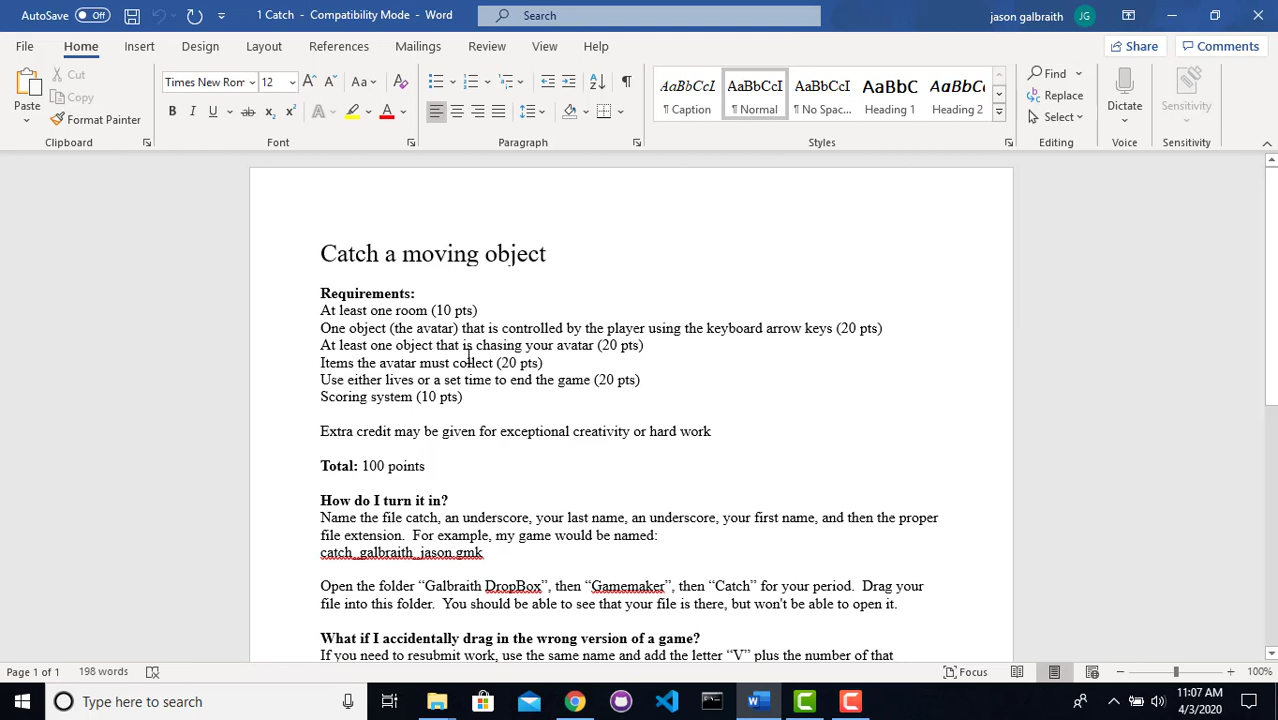 AutoSave Off 1 Catch - Compatibility Mode - Word Search jason galbraith JG
File Home Insert Draw Design Layout References Mailings Review View Help Share Comments
Paste Cut Copy Format Painter
Times New Rom 12 Aa
B I U ab x₂ x² A A
AaBbCcI AaBbCcI AaBbCcI AaBbC AaBbCcI
¶ Caption ¶ Normal ¶ No Spac... Heading 1 Heading 2
Find Replace Select Dictate Sensitivity
Clipboard Font Paragraph Styles Editing Voice Sensitivity
Catch a moving object
Requirements:
At least one room (10 pts)
One object (the avatar) that is controlled by the player using the keyboard arrow keys (20 pts)
At least one object that is chasing your avatar (20 pts)
Items the avatar must collect (20 pts)
Use either lives or a set time to end the game (20 pts)
Scoring system (10 pts)
Extra credit may be given for exceptional creativity or hard work
Total: 100 points
How do I turn it in?
Name the file catch, an underscore, your last name, an underscore, your first name, and then the proper
file extension. For example, my game would be named:
catch_galbraith_jason.gmk
Open the folder “Galbraith DropBox”, then “Gamemaker”, then “Catch” for your period. Drag your
file into this folder. You should be able to see that your file is there, but won't be able to open it.
What if I accidentally drag in the wrong version of a game?
If you need to resubmit work, use the same name and add the letter “V” plus the number of that
Page 1 of 1 198 words Focus 100%
Type here to search 11:07 AM
4/3/2020